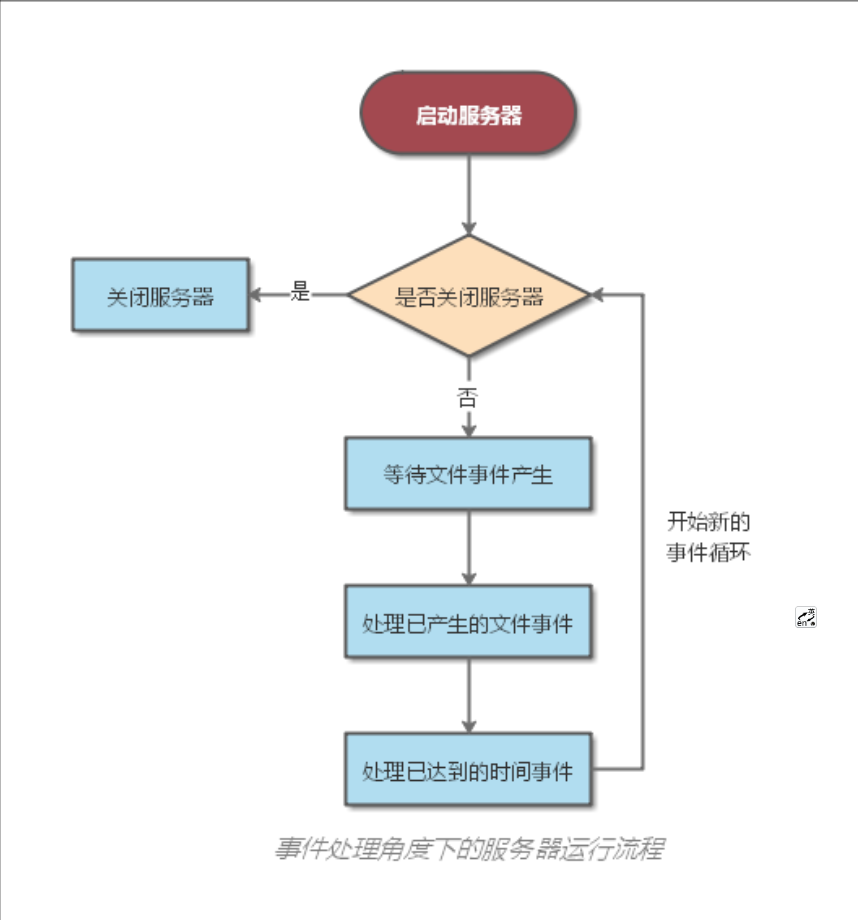 启动服务器
关闭服务器
是
是否关闭服务器
否
等待文件事件产生
开始新的
事件循环
处理已产生的文件事件
英
en
处理已达到的时间事件
事件处理角度下的服务器运行流程